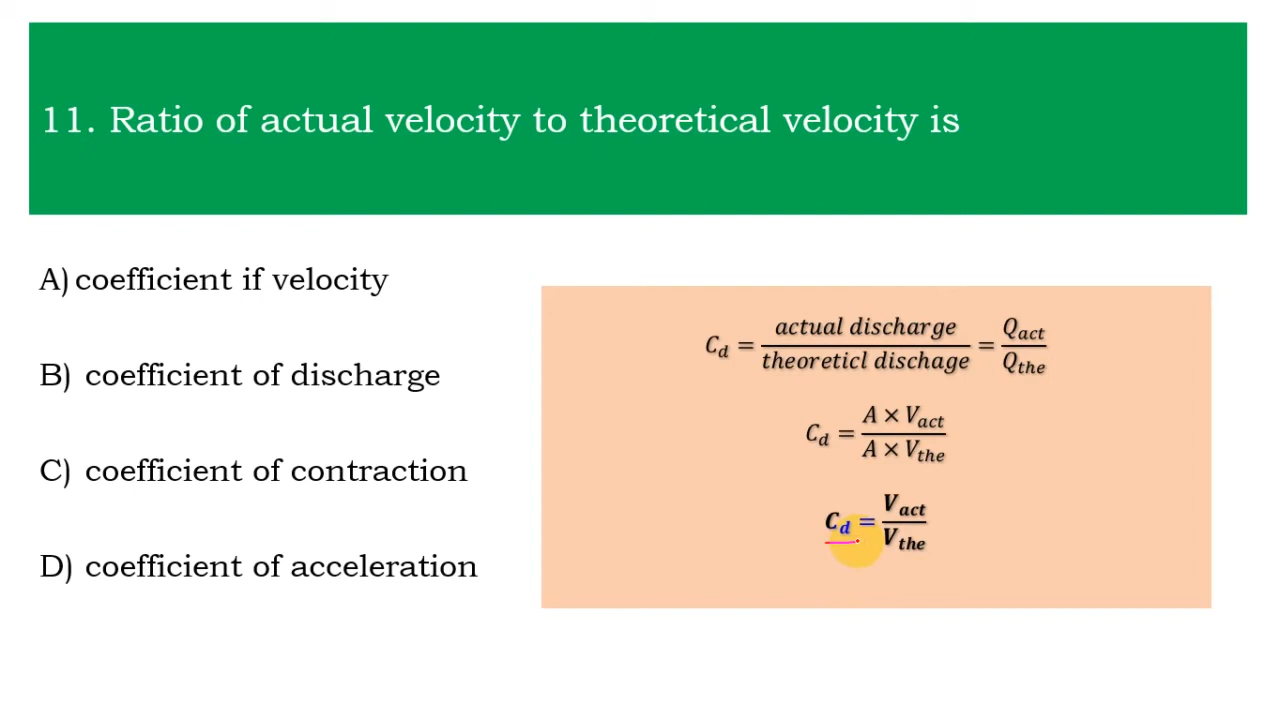 11. Ratio of actual velocity to theoretical velocity is
A) coefficient if velocity
B) coefficient of discharge
C) coefficient of contraction
D) coefficient of acceleration
C_d = actual discharge / theoreticl dischage = Q_act / Q_the
C_d = A × V_act / A × V_the
C_d = V_act / V_the